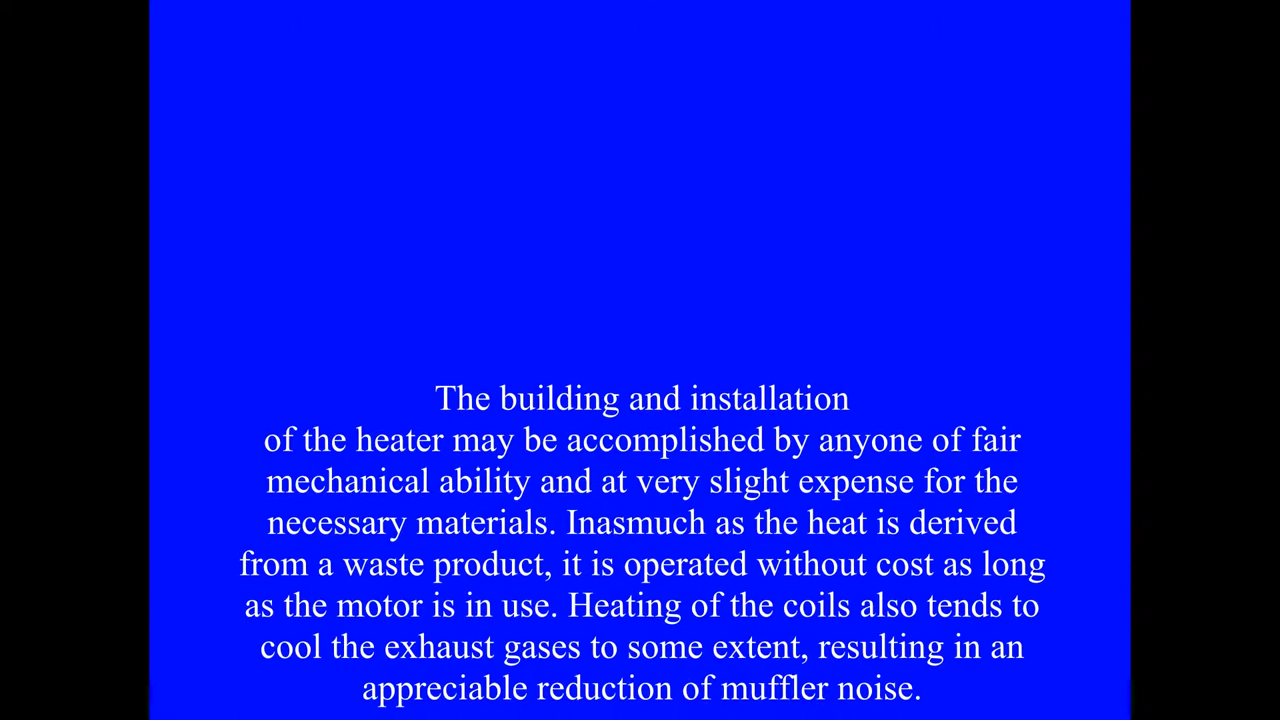 The building and installation
of the heater may be accomplished by anyone of fair
mechanical ability and at very slight expense for the
necessary materials. Inasmuch as the heat is derived
from a waste product, it is operated without cost as long
as the motor is in use. Heating of the coils also tends to
cool the exhaust gases to some extent, resulting in an
appreciable reduction of muffler noise.